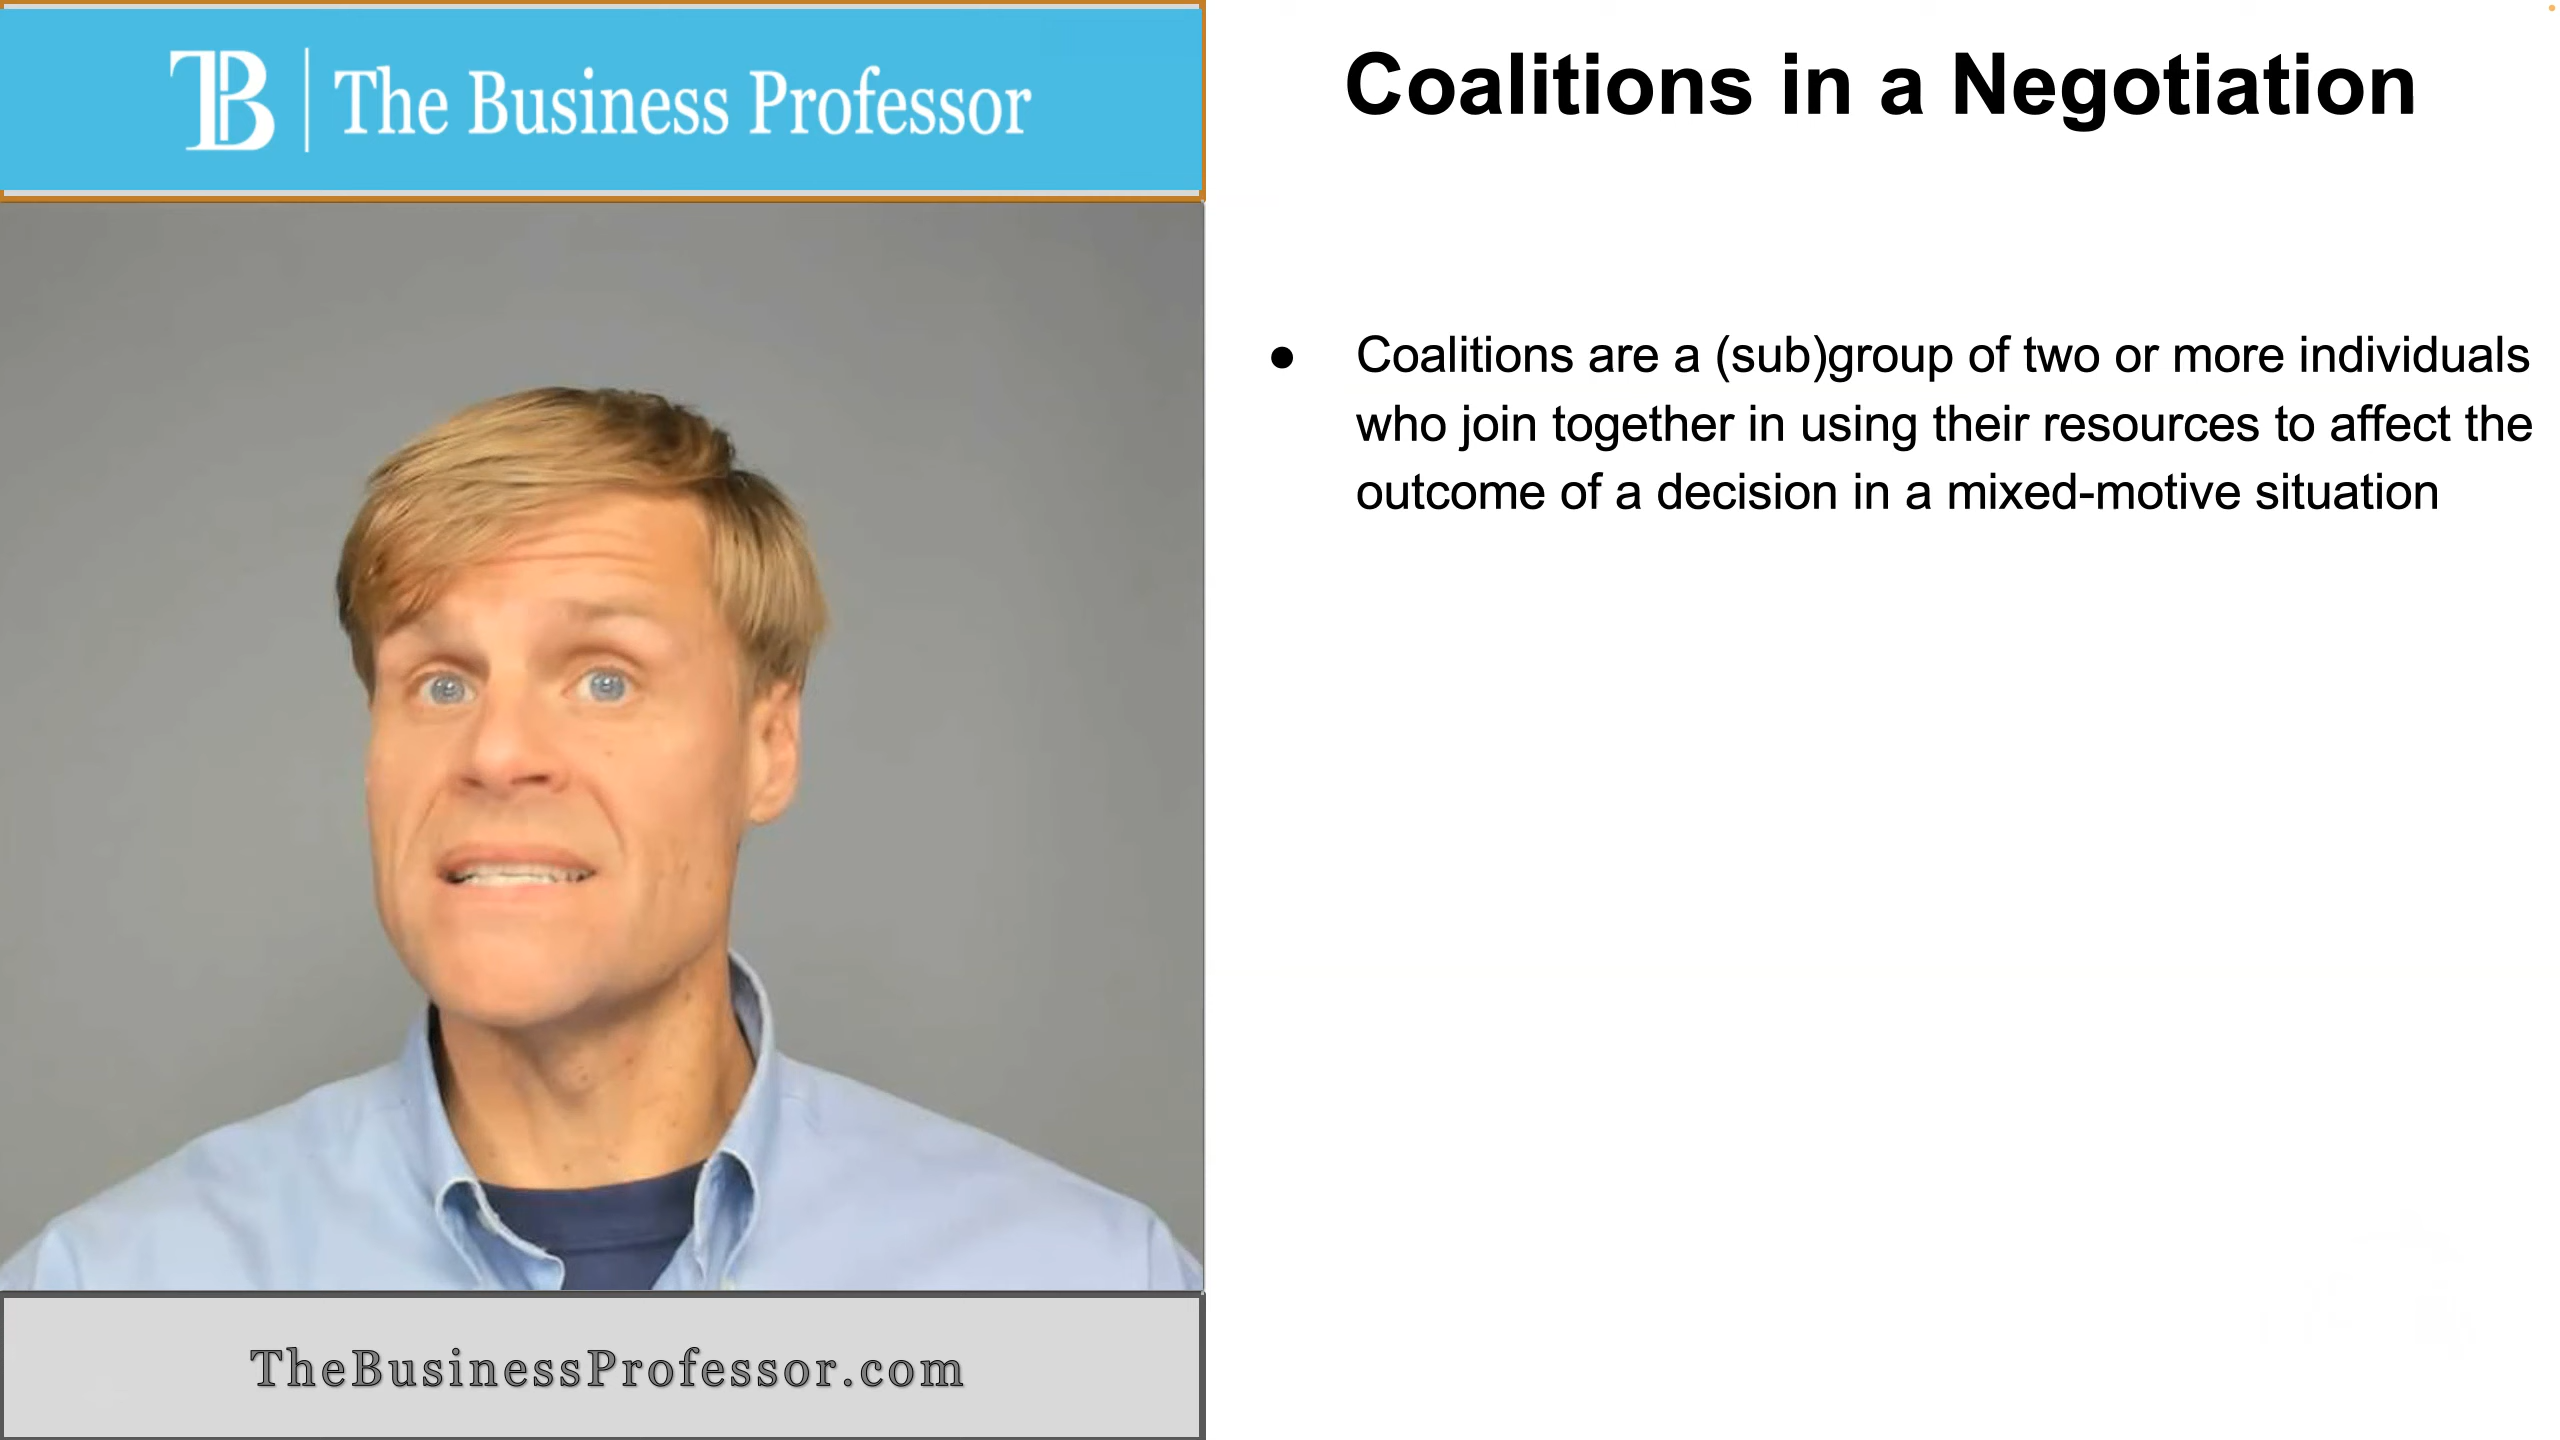 TB The Business Professor
Coalitions in a Negotiation
● Coalitions are a (sub)group of two or more individuals
who join together in using their resources to affect the
outcome of a decision in a mixed-motive situation
TheBusinessProfessor.com